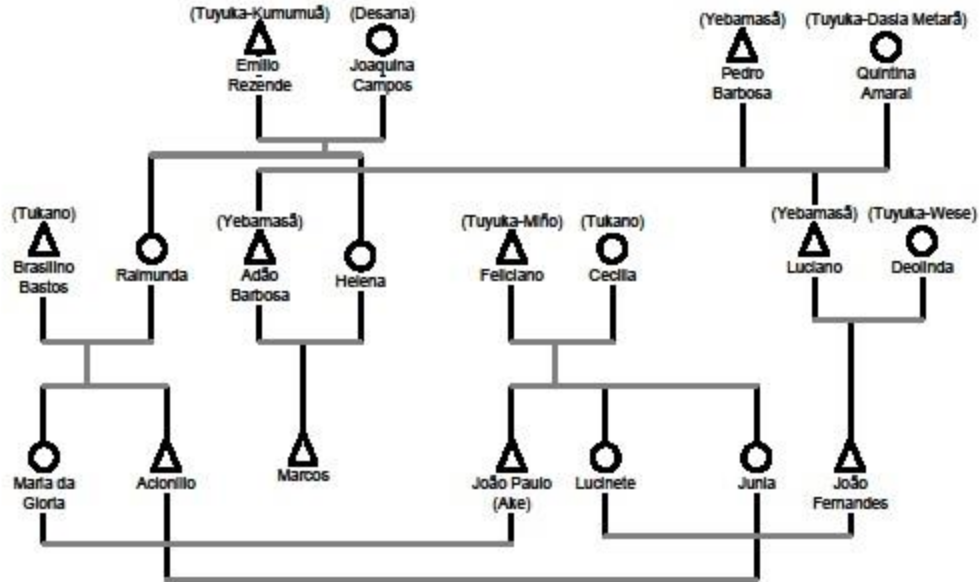 (Tuyuka-Kumumuã) (Desana) (Yebamasã) (Tuyuka-Dasia Metarã)
Emilio Joaquina Pedro Quintina
Rezende Campos Barbosa Amaral
(Tukano) (Yebamasã) (Tuyuka-Miño) (Tukano) (Yebamasã) (Tuyuka-Wese)
Brasilino Raimunda Adão Helena Feliciano Cecilia Luciano Deolinda
Bastos Barbosa
Maria da Acionilio Marcos João Paulo Lucinete Junia João
Gloria (Ake) Fernandes